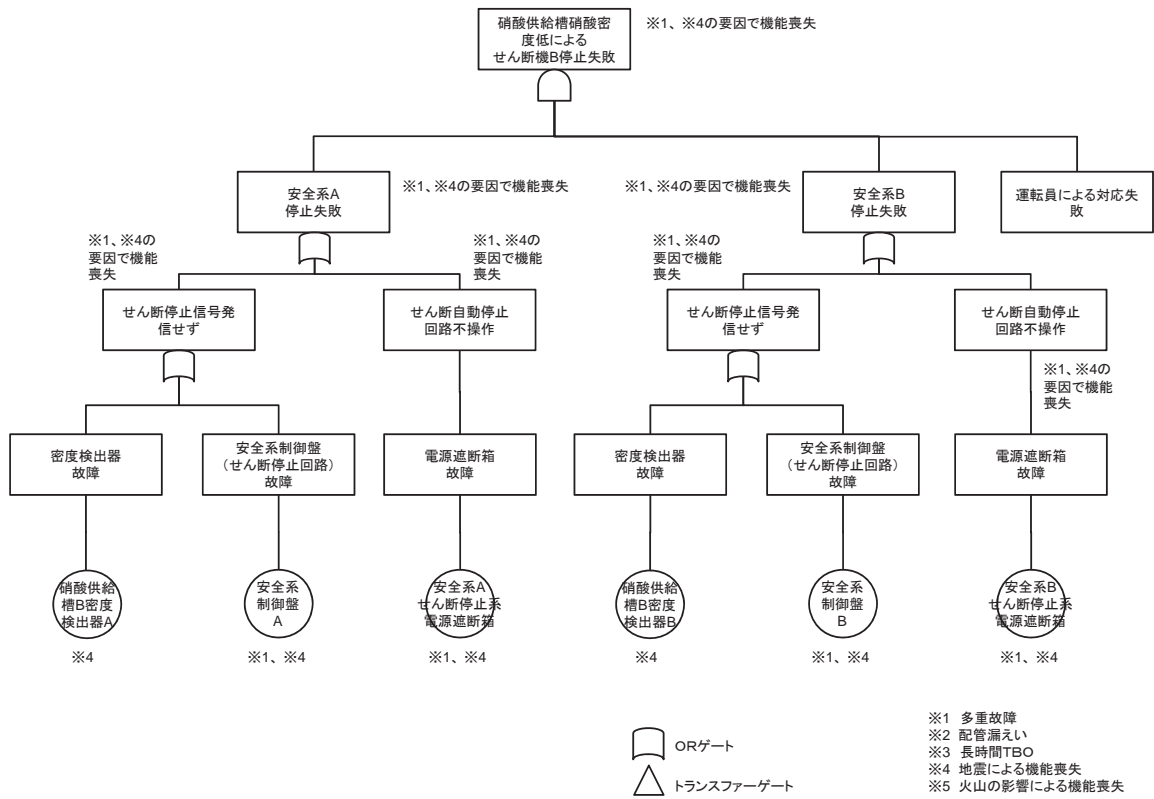 硝酸供給槽硝酸密
度低による
せん断機B停止失敗
※1、※4の要因で機能喪失
安全系A
停止失敗
※1、※4の要因で機能喪失
※1、※4の要因で機能喪失
安全系B
停止失敗
運転員による対応失
敗
※1、※4の
要因で機能
喪失
※1、※4の
要因で機能
喪失
※1、※4の
要因で機能
喪失
せん断停止信号発
信せず
せん断自動停止
回路不操作
せん断停止信号発
信せず
せん断自動停止
回路不操作
※1、※4の
要因で機能
喪失
密度検出器
故障
安全系制御盤
(せん断停止回路)
故障
電源遮断箱
故障
密度検出器
故障
安全系制御盤
(せん断停止回路)
故障
電源遮断箱
故障
硝酸供給
槽B密度
検出器A
安全系
制御盤
A
安全系A
せん断停止系
電源遮断箱
硝酸供給
槽B密度
検出器B
安全系
制御盤
B
安全系B
せん断停止系
電源遮断箱
※4
※1、※4
※1、※4
※4
※1、※4
※1、※4
ORゲート
トランスファーゲート
※1 多重故障
※2 配管漏えい
※3 長時間TBO
※4 地震による機能喪失
※5 火山の影響による機能喪失